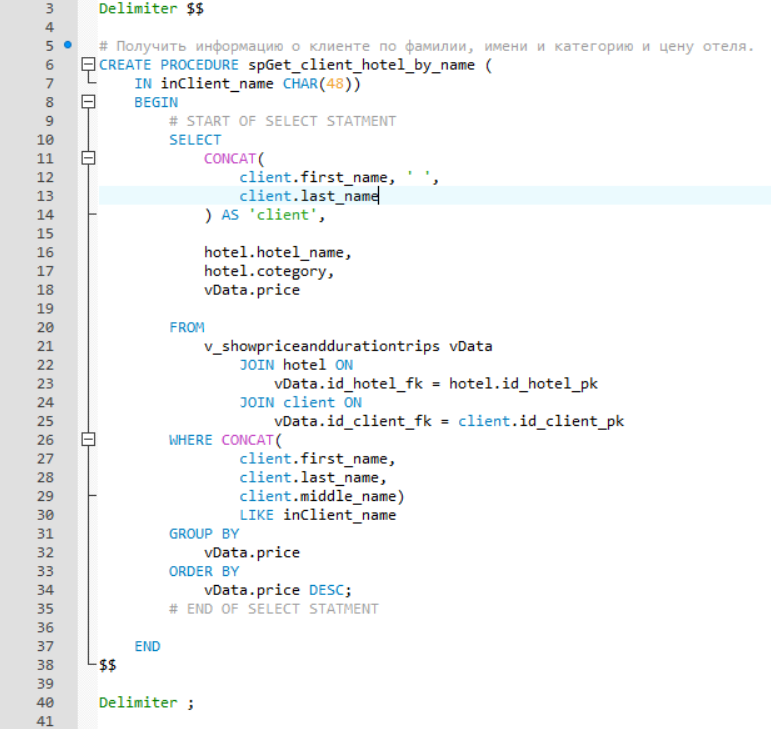 3 Delimiter $$
4
5 # Получить информацию о клиенте по фамилии, имени и категорию и цену отеля.
6 CREATE PROCEDURE spGet_client_hotel_by_name (
7 IN inClient_name CHAR(48))
8 BEGIN
9 # START OF SELECT STATMENT
10 SELECT
11 CONCAT(
12 client.first_name, ' ',
13 client.last_name
14 ) AS 'client',
15
16 hotel.hotel_name,
17 hotel.cotegory,
18 vData.price
19
20 FROM
21 v_showpriceanddurationtrips vData
22 JOIN hotel ON
23 vData.id_hotel_fk = hotel.id_hotel_pk
24 JOIN client ON
25 vData.id_client_fk = client.id_client_pk
26 WHERE CONCAT(
27 client.first_name,
28 client.last_name,
29 client.middle_name)
30 LIKE inClient_name
31 GROUP BY
32 vData.price
33 ORDER BY
34 vData.price DESC;
35 # END OF SELECT STATMENT
36
37 END
38 $$
39
40 Delimiter ;
41